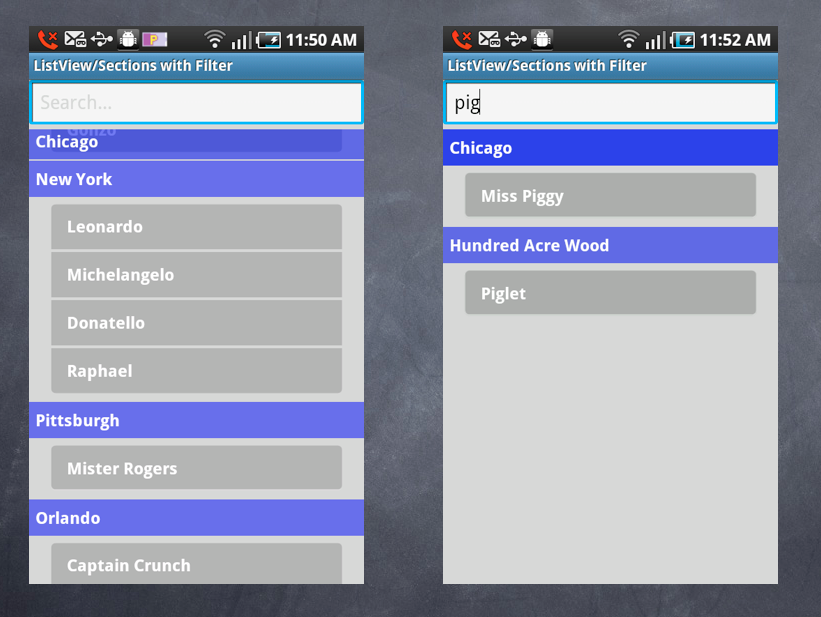 11:50 AM
ListView/Sections with Filter
Search...
Gonzo
Chicago
New York
Leonardo
Michelangelo
Donatello
Raphael
Pittsburgh
Mister Rogers
Orlando
Captain Crunch
P
11:52 AM
ListView/Sections with Filter
pig
Chicago
Miss Piggy
Hundred Acre Wood
Piglet